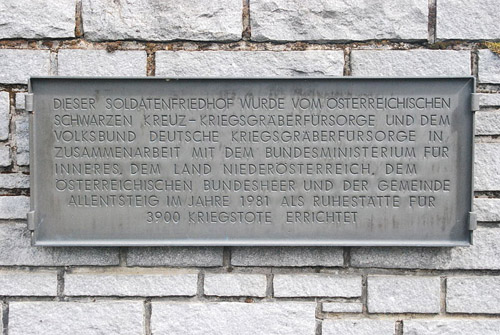 DIESER SOLDATENFRIEDHOF WURDE VOM ÖSTERREICHISCHEN
SCHWARZEN KREUZ-KRIEGSGRÄBERFÜRSORGE UND DEM
VOLKSBUND DEUTSCHE KRIEGSGRÄBERFÜRSORGE IN
ZUSAMMENARBEIT MIT DEM BUNDESMINISTERIUM FÜR
INNERES, DEM LAND NIEDERÖSTERREICH, DEM
ÖSTERREICHISCHEN BUNDESHEER UND DER GEMEINDE
ALLENTSTEIG IM JAHRE 1981 ALS RUHESTÄTTE FÜR
3900 KRIEGSTOTE ERRICHTET